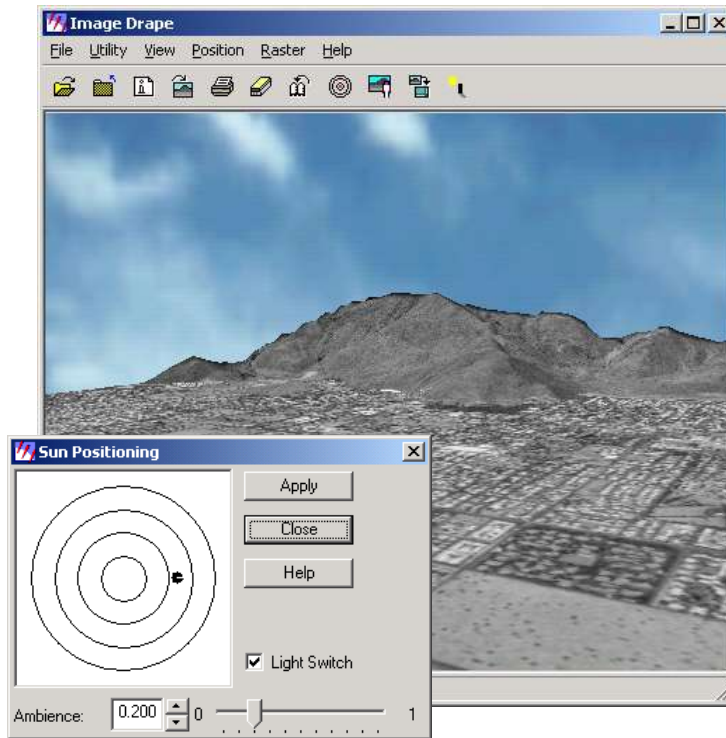 Image Drape
File Utility View Position Raster Help
Sun Positioning
Apply
Close
Help
Light Switch
Ambience: 0.200 0 1